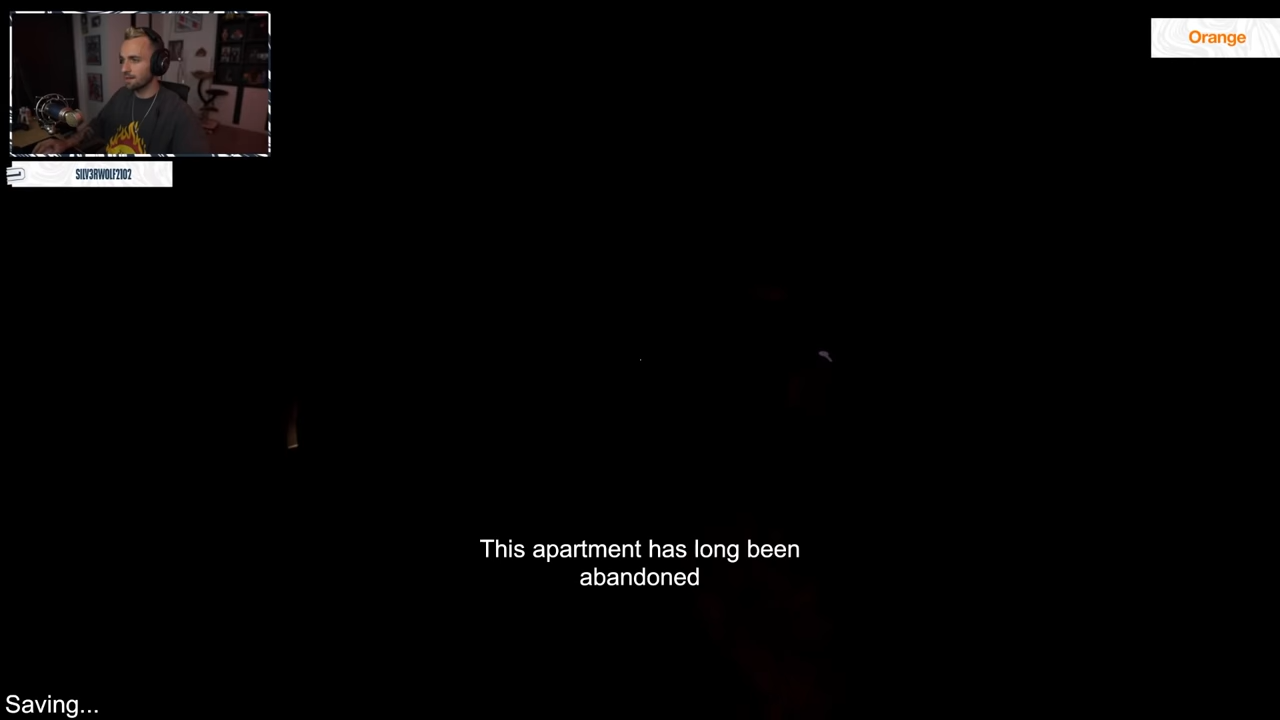 Orange
SILV3RWOLF2102
This apartment has long been
abandoned
Saving...